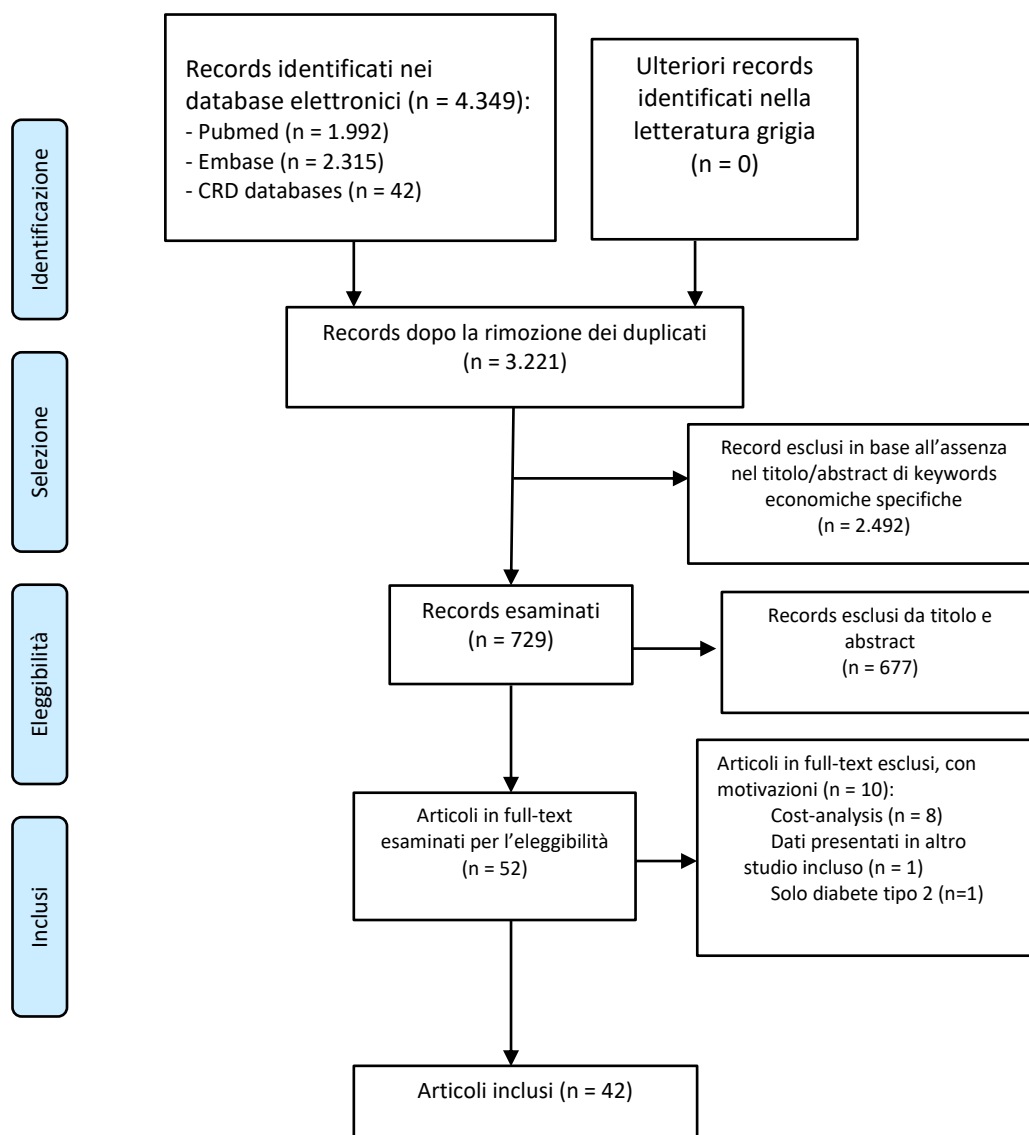 Records identificati nei
database elettronici (n = 4.349):
- Pubmed (n = 1.992)
- Embase (n = 2.315)
- CRD databases (n = 42)
Ulteriori records
identificati nella
letteratura grigia
(n = 0)
Identificazione
Records dopo la rimozione dei duplicati
(n = 3.221)
Selezione
Record esclusi in base all’assenza
nel titolo/abstract di keywords
economiche specifiche
(n = 2.492)
Records esaminati
(n = 729)
Records esclusi da titolo e
abstract
(n = 677)
Eleggibilità
Articoli in full-text
esaminati per l’eleggibilità
(n = 52)
Articoli in full-text esclusi, con
motivazioni (n = 10):
Cost-analysis (n = 8)
Dati presentati in altro
studio incluso (n = 1)
Solo diabete tipo 2 (n=1)
Inclusi
Articoli inclusi (n = 42)